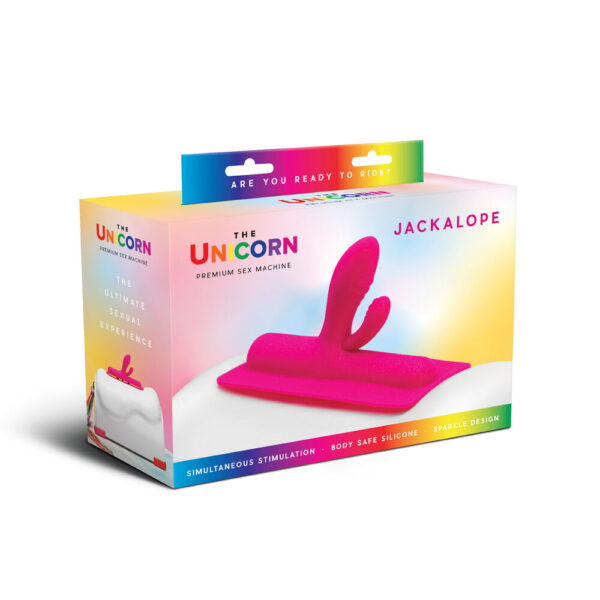 ARE YOU READY TO RIDE?
THE
UNICORN
PREMIUM SEX MACHINE
THE
ULTIMATE
SEXUAL
EXPERIENCE
THE
UNICORN
PREMIUM SEX MACHINE
JACKALOPE
SIMULTANEOUS STIMULATION · BODY SAFE SILICONE · SPARKLE DESIGN